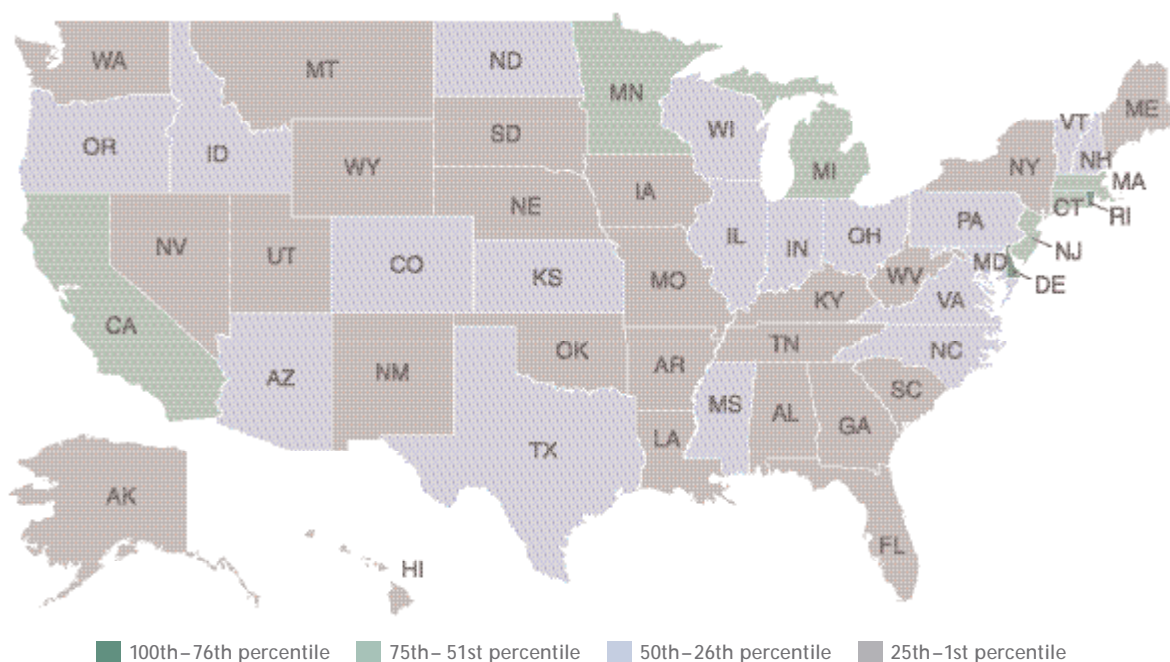 WA
MT
ND
MN
OR
ID
WY
SD
WI
MI
ME
VT
NH
NY
MA
CT
RI
IA
NE
PA
NJ
NV
UT
CO
KS
MO
IL
IN
OH
MD
DE
WV
VA
KY
CA
AZ
NM
OK
AR
TN
NC
SC
MS
AL
GA
TX
LA
FL
AK
HI
100th–76th percentile
75th–51st percentile
50th–26th percentile
25th–1st percentile